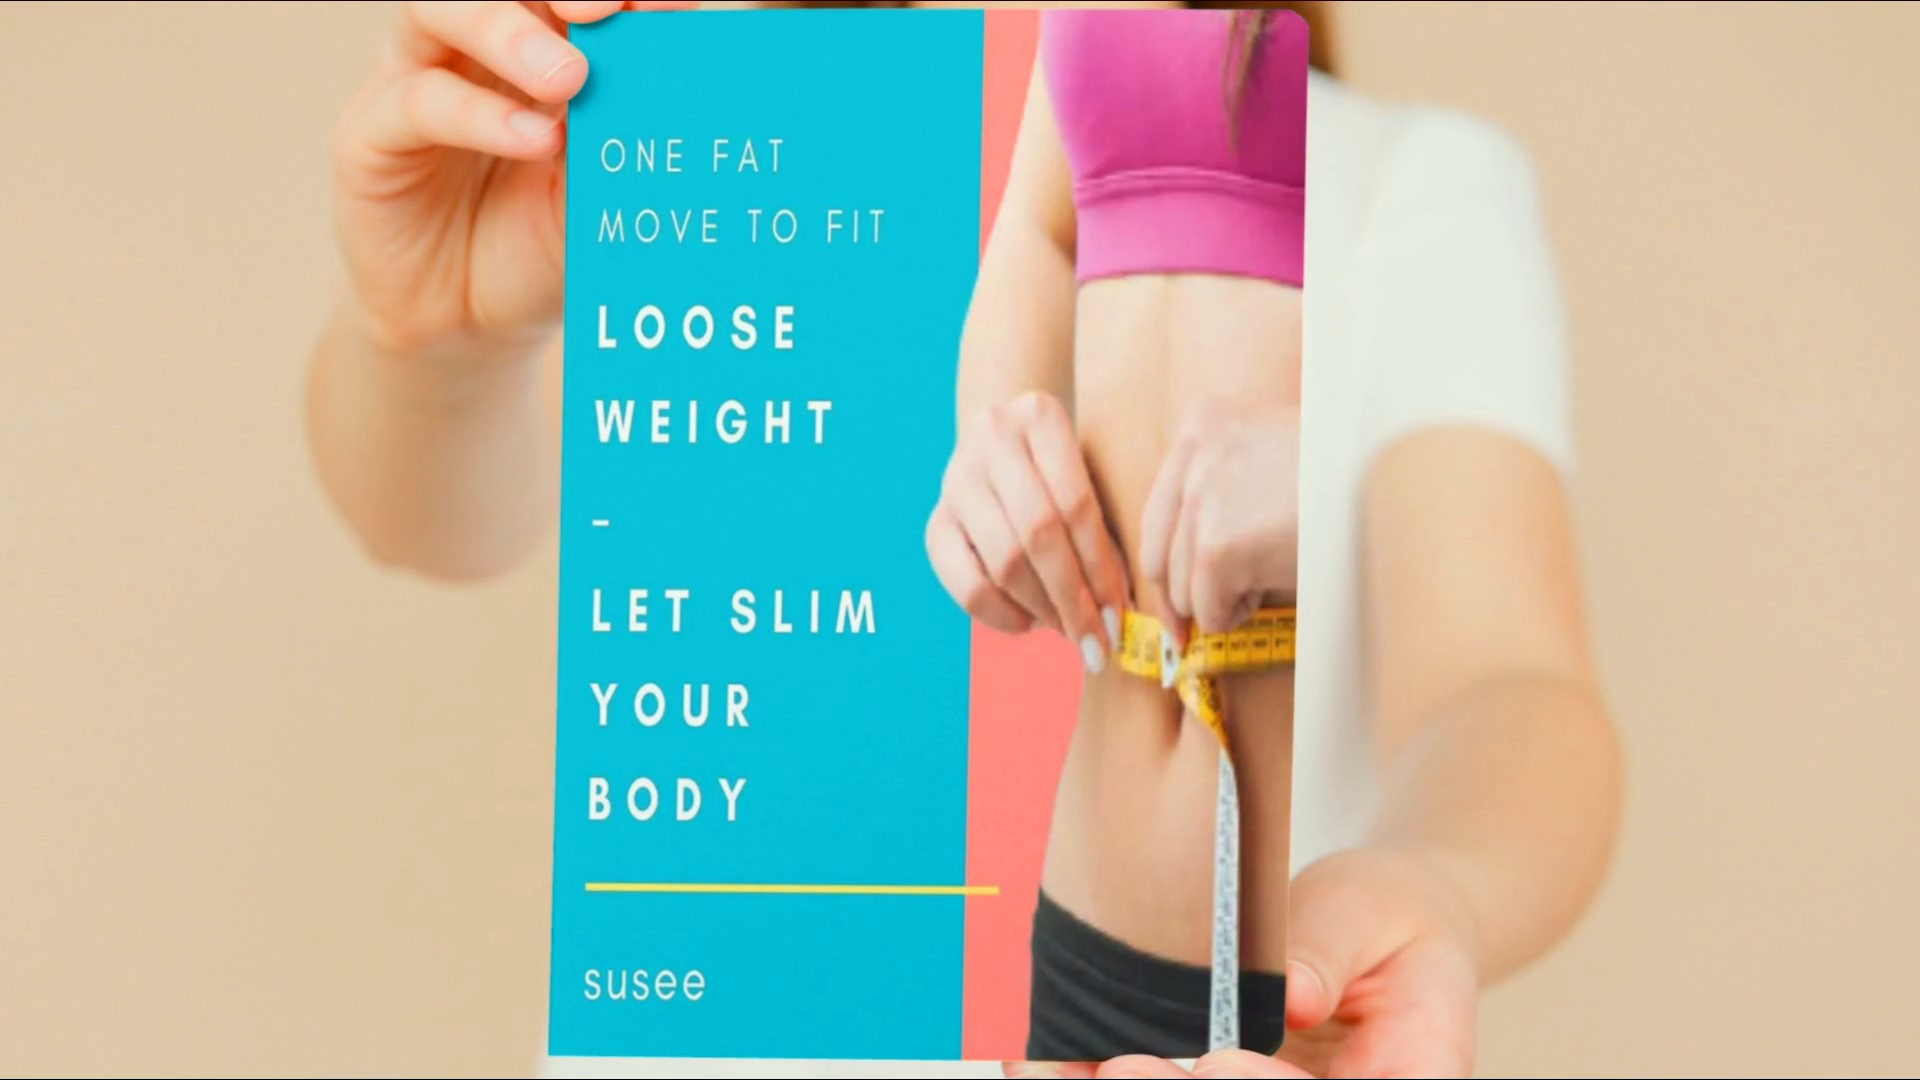 ONE FAT
MOVE TO FIT
LOOSE
WEIGHT
-
LET SLIM
YOUR
BODY
susee